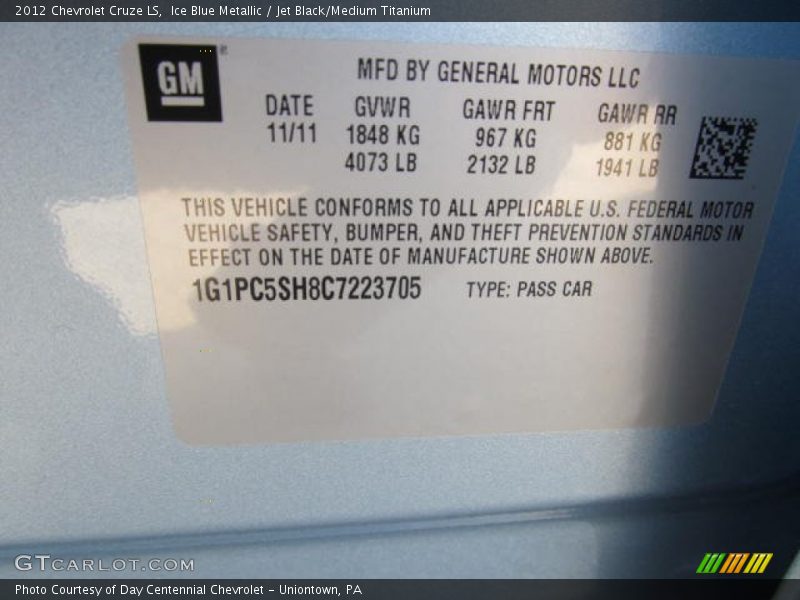 2012 Chevrolet Cruze LS, Ice Blue Metallic / Jet Black/Medium Titanium
GM ®
MFD BY GENERAL MOTORS LLC
DATE GVWR GAWR FRT GAWR RR
11/11 1848 KG 967 KG 881 KG
4073 LB 2132 LB 1941 LB
THIS VEHICLE CONFORMS TO ALL APPLICABLE U.S. FEDERAL MOTOR
VEHICLE SAFETY, BUMPER, AND THEFT PREVENTION STANDARDS IN
EFFECT ON THE DATE OF MANUFACTURE SHOWN ABOVE.
1G1PC5SH8C7223705 TYPE: PASS CAR
GTCARLOT.COM
Photo Courtesy of Day Centennial Chevrolet - Uniontown, PA